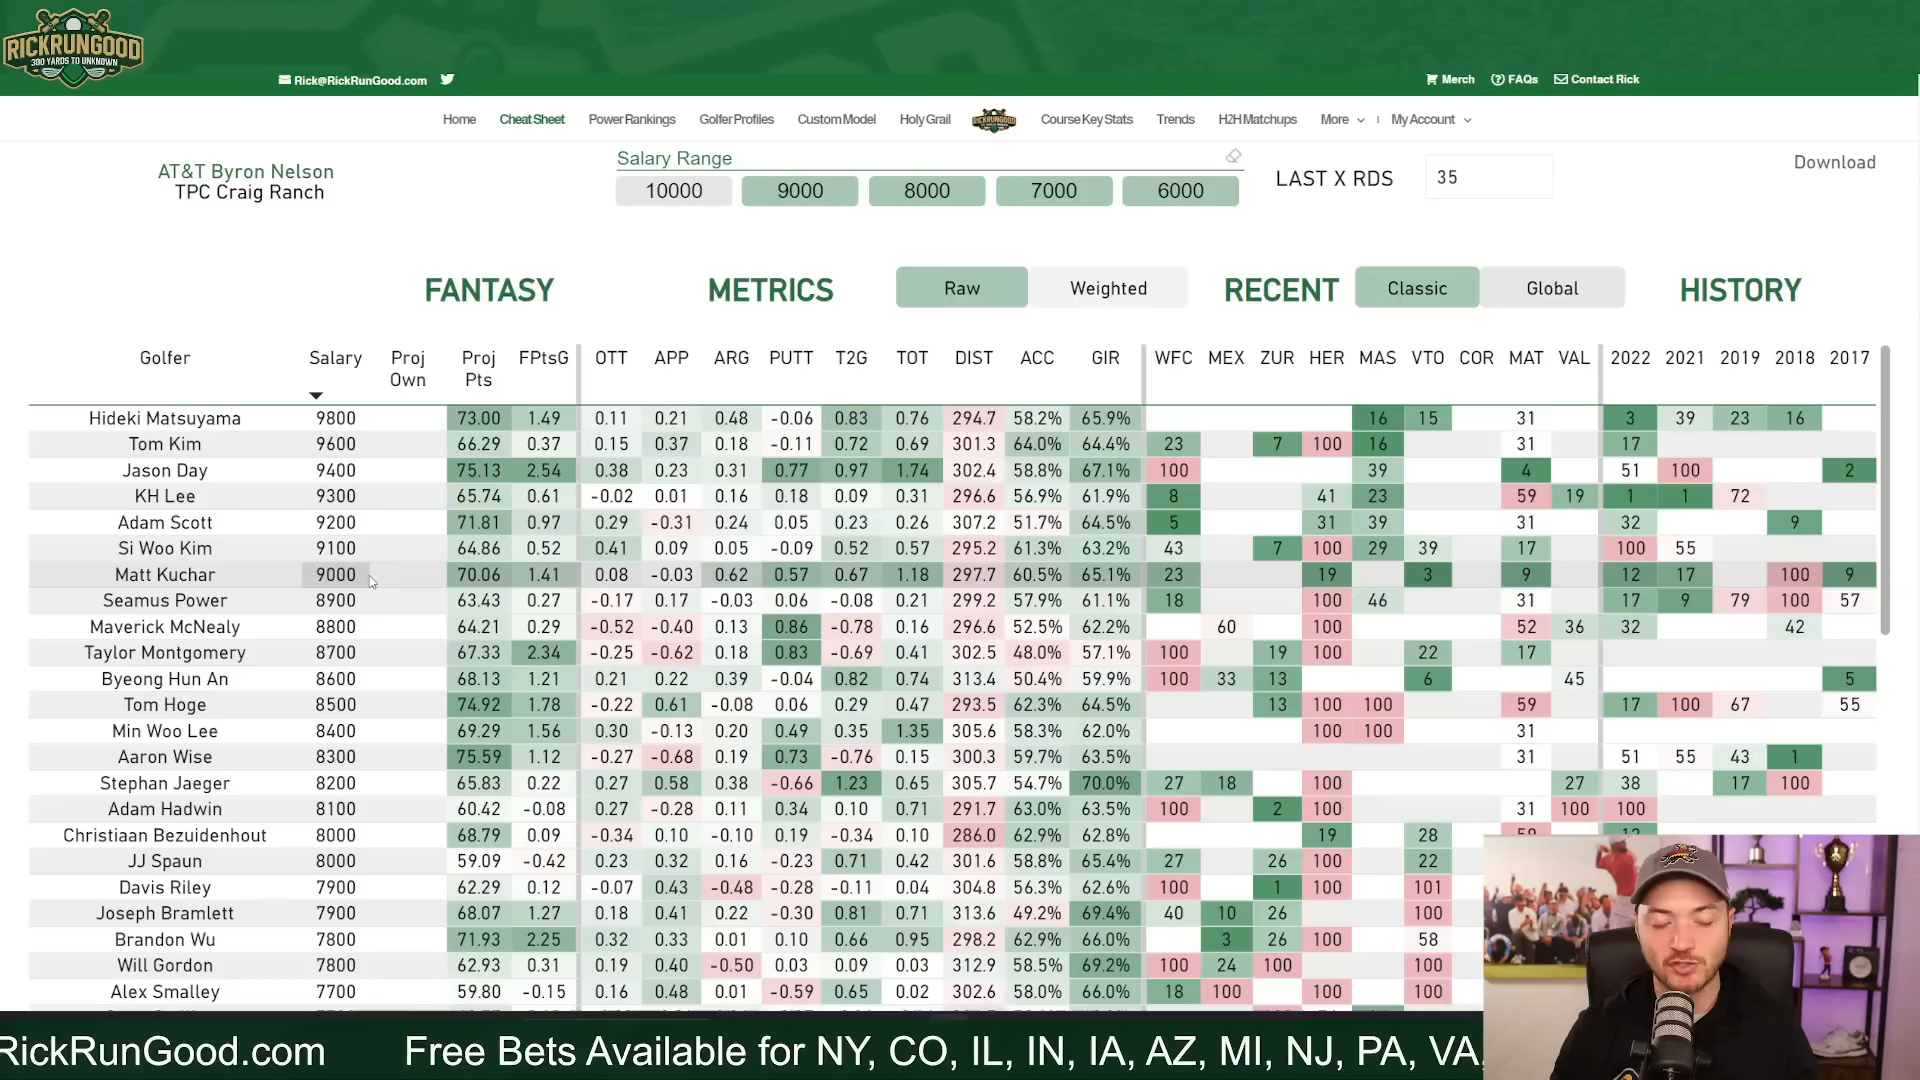 RICKRUNGOOD
300 YARDS TO UNKNOWN
Rick@RickRunGood.com
Merch FAQs Contact Rick
Home Cheat Sheet Power Rankings Golfer Profiles Custom Model Holy Grail RICKRUNGOOD Course Key Stats Trends H2H Matchups More My Account
AT&T Byron Nelson
TPC Craig Ranch
Salary Range
10000 9000 8000 7000 6000
LAST X RDS 35
Download
FANTASY METRICS Raw Weighted RECENT Classic Global HISTORY
Golfer Salary Proj Own Proj Pts FPtsG OTT APP ARG PUTT T2G TOT DIST ACC GIR WFC MEX ZUR HER MAS VTO COR MAT VAL 2022 2021 2019 2018 2017
Hideki Matsuyama 9800 73.00 1.49 0.11 0.21 0.48 -0.06 0.83 0.76 294.7 58.2% 65.9% 16 15 31 3 39 23 16
Tom Kim 9600 66.29 0.37 0.15 0.37 0.18 -0.11 0.72 0.69 301.3 64.0% 64.4% 23 7 100 16 31 17
Jason Day 9400 75.13 2.54 0.38 0.23 0.31 0.77 0.97 1.74 302.4 58.8% 67.1% 100 39 4 51 100 2
KH Lee 9300 65.74 0.61 -0.02 0.01 0.16 0.18 0.09 0.31 296.6 56.9% 61.9% 8 41 23 59 19 1 1 72
Adam Scott 9200 71.81 0.97 0.29 -0.31 0.24 0.05 0.23 0.26 307.2 51.7% 64.5% 5 31 39 31 32 9
Si Woo Kim 9100 64.86 0.52 0.41 0.09 0.05 -0.09 0.52 0.57 295.2 61.3% 63.2% 43 7 100 29 39 17 100 55
Matt Kuchar 9000 70.06 1.41 0.08 -0.03 0.62 0.57 0.67 1.18 297.7 60.5% 65.1% 23 19 3 9 12 17 100 9
Seamus Power 8900 63.43 0.27 -0.17 0.17 -0.03 0.06 -0.08 0.21 299.2 57.9% 61.1% 18 100 46 31 17 9 79 100 57
Maverick McNealy 8800 64.21 0.29 -0.52 -0.40 0.13 0.86 -0.78 0.16 296.6 52.5% 62.2% 60 100 52 36 32 42
Taylor Montgomery 8700 67.33 2.34 -0.25 -0.62 0.18 0.83 -0.69 0.41 302.5 48.0% 57.1% 100 19 100 22 17
Byeong Hun An 8600 68.13 1.21 0.21 0.22 0.39 -0.04 0.82 0.74 313.4 50.4% 59.9% 100 33 13 6 45 5
Tom Hoge 8500 74.92 1.78 -0.22 0.61 -0.08 0.06 0.29 0.47 293.5 62.3% 64.5% 13 100 100 59 17 100 67 55
Min Woo Lee 8400 69.29 1.56 0.30 -0.13 0.20 0.49 0.35 1.35 305.6 58.3% 62.0% 100 100 31
Aaron Wise 8300 75.59 1.12 -0.27 -0.68 0.19 0.73 -0.76 0.15 300.3 59.7% 63.5% 31 51 55 43 1
Stephan Jaeger 8200 65.83 0.22 0.27 0.58 0.38 -0.66 1.23 0.65 305.7 54.7% 70.0% 27 18 100 27 38 17 100
Adam Hadwin 8100 60.42 -0.08 0.27 -0.28 0.11 0.34 0.10 0.71 291.7 63.0% 63.5% 100 2 100 31 100 100
Christiaan Bezuidenhout 8000 68.79 0.09 -0.34 0.10 -0.10 0.19 -0.34 0.10 286.0 62.9% 62.8% 19 28
JJ Spaun 8000 59.09 -0.42 0.23 0.32 0.16 -0.23 0.71 0.42 301.6 58.8% 65.4% 27 26 100 22
Davis Riley 7900 62.29 0.12 -0.07 0.43 -0.48 -0.28 -0.11 0.04 304.8 56.3% 62.6% 100 1 100 101
Joseph Bramlett 7900 68.07 1.27 0.18 0.41 0.22 -0.30 0.81 0.71 313.6 49.2% 69.4% 40 10 26 100
Brandon Wu 7800 71.93 2.25 0.32 0.33 0.01 0.10 0.66 0.95 298.2 62.9% 66.0% 3 26 100 58
Will Gordon 7800 62.93 0.31 0.19 0.40 -0.50 0.03 0.09 0.03 312.9 58.5% 69.2% 100 24 100 100
Alex Smalley 7700 59.80 -0.15 0.16 0.48 0.01 -0.59 0.65 0.02 302.6 58.0% 66.0% 18 100 100 100
RickRunGood.com Free Bets Available for NY, CO, IL, IN, IA, AZ, MI, NJ, PA, VA,